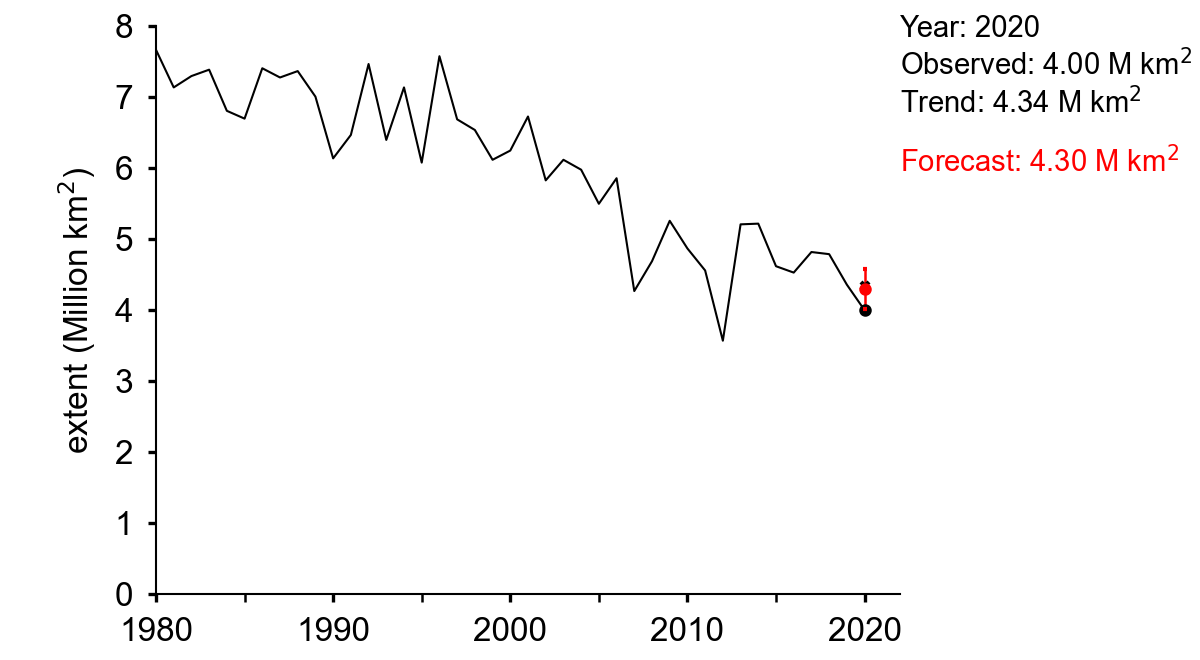 Year: 2020
Observed: 4.00 M km²
Trend: 4.34 M km²
Forecast: 4.30 M km²
extent (Million km²)
8
7
6
5
4
3
2
1
0
1980 1990 2000 2010 2020